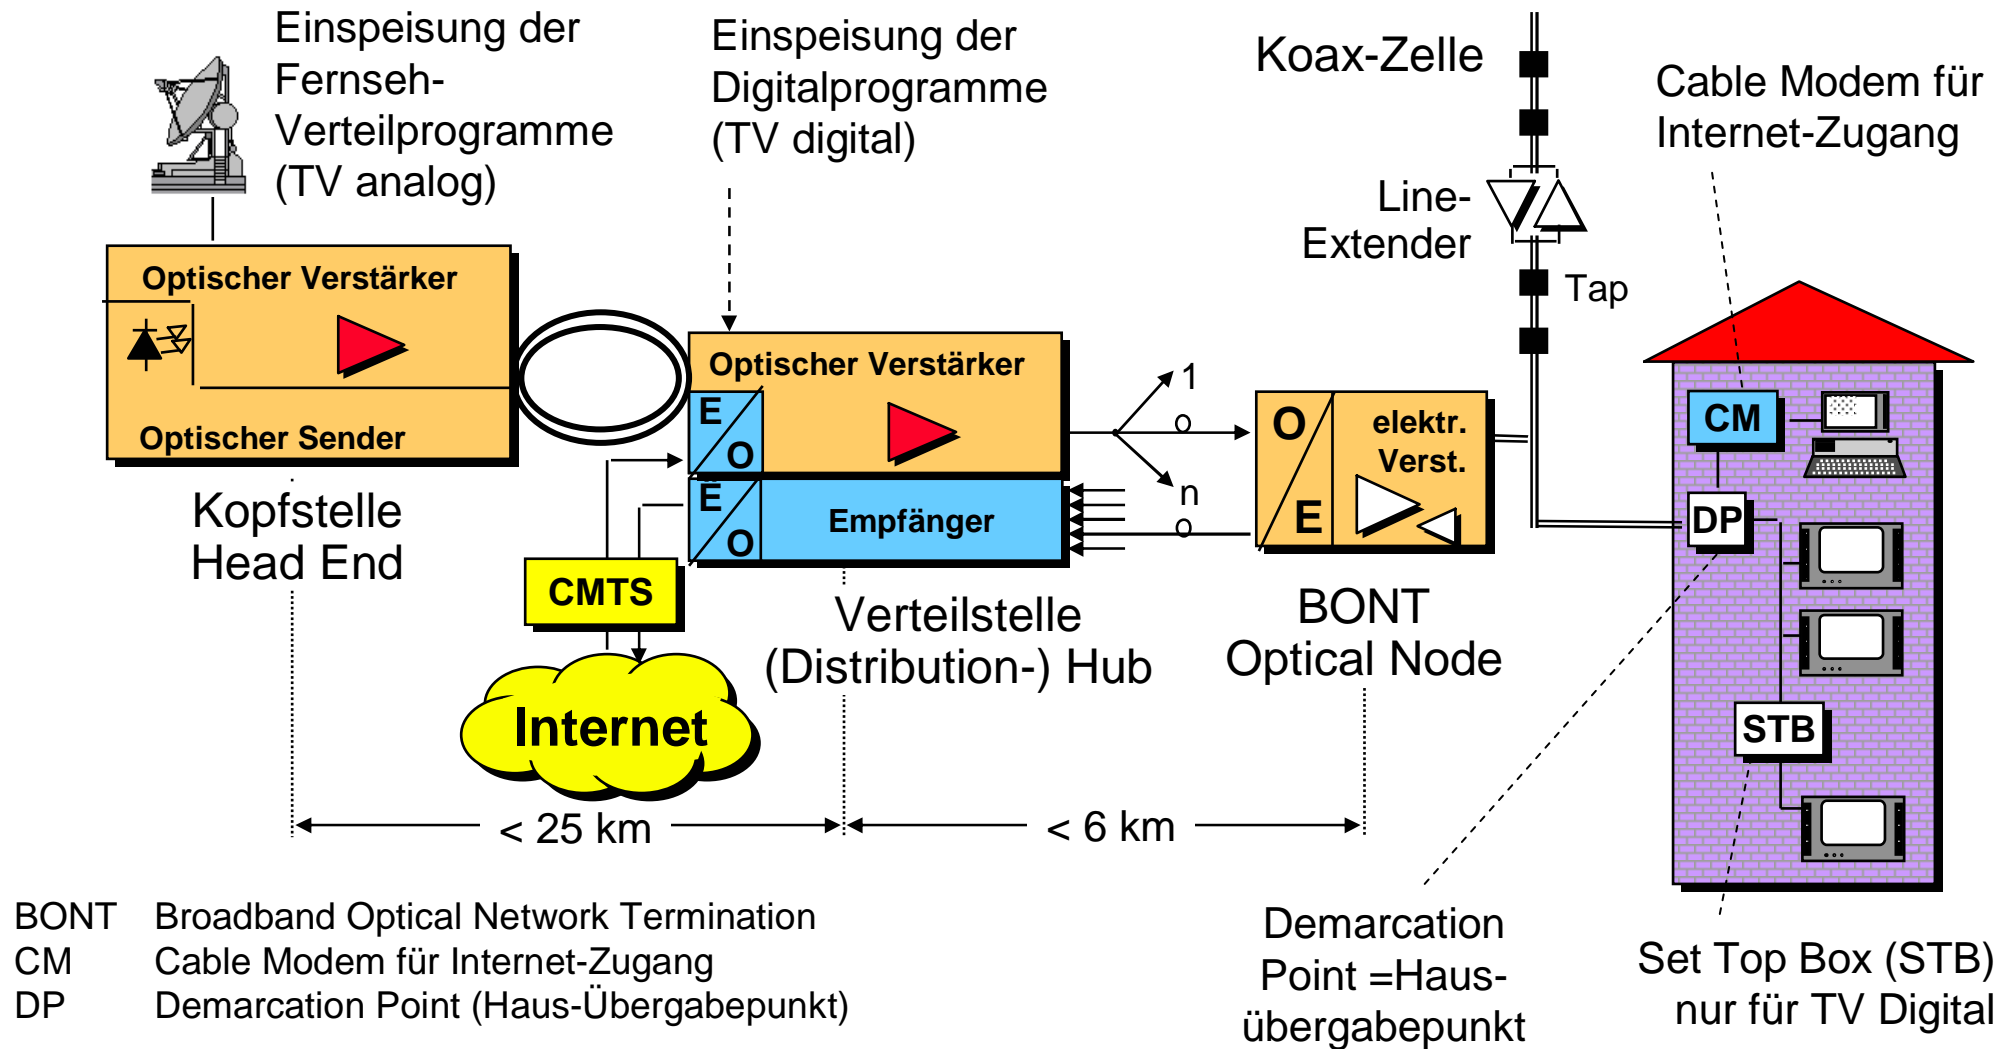 Einspeisung der
Fernseh-
Verteilprogramme
(TV analog)
Einspeisung der
Digitalprogramme
(TV digital)
Koax-Zelle
Cable Modem für
Internet-Zugang
Line-
Extender
Tap
Optischer Verstärker
Optischer Sender
Optischer Verstärker
E
O
E
O
Empfänger
1
n
O
E
elektr.
Verst.
CM
DP
STB
Kopfstelle
Head End
CMTS
Internet
Verteilstelle
(Distribution-) Hub
BONT
Optical Node
< 25 km
< 6 km
Demarcation
Point =Haus-
übergabepunkt
Set Top Box (STB)
nur für TV Digital
BONT Broadband Optical Network Termination
CM Cable Modem für Internet-Zugang
DP Demarcation Point (Haus-Übergabepunkt)